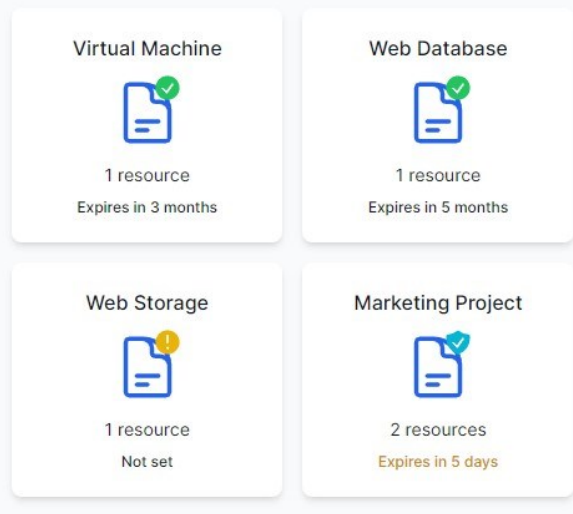 Virtual Machine
1 resource
Expires in 3 months
Web Database
1 resource
Expires in 5 months
Web Storage
1 resource
Not set
Marketing Project
2 resources
Expires in 5 days